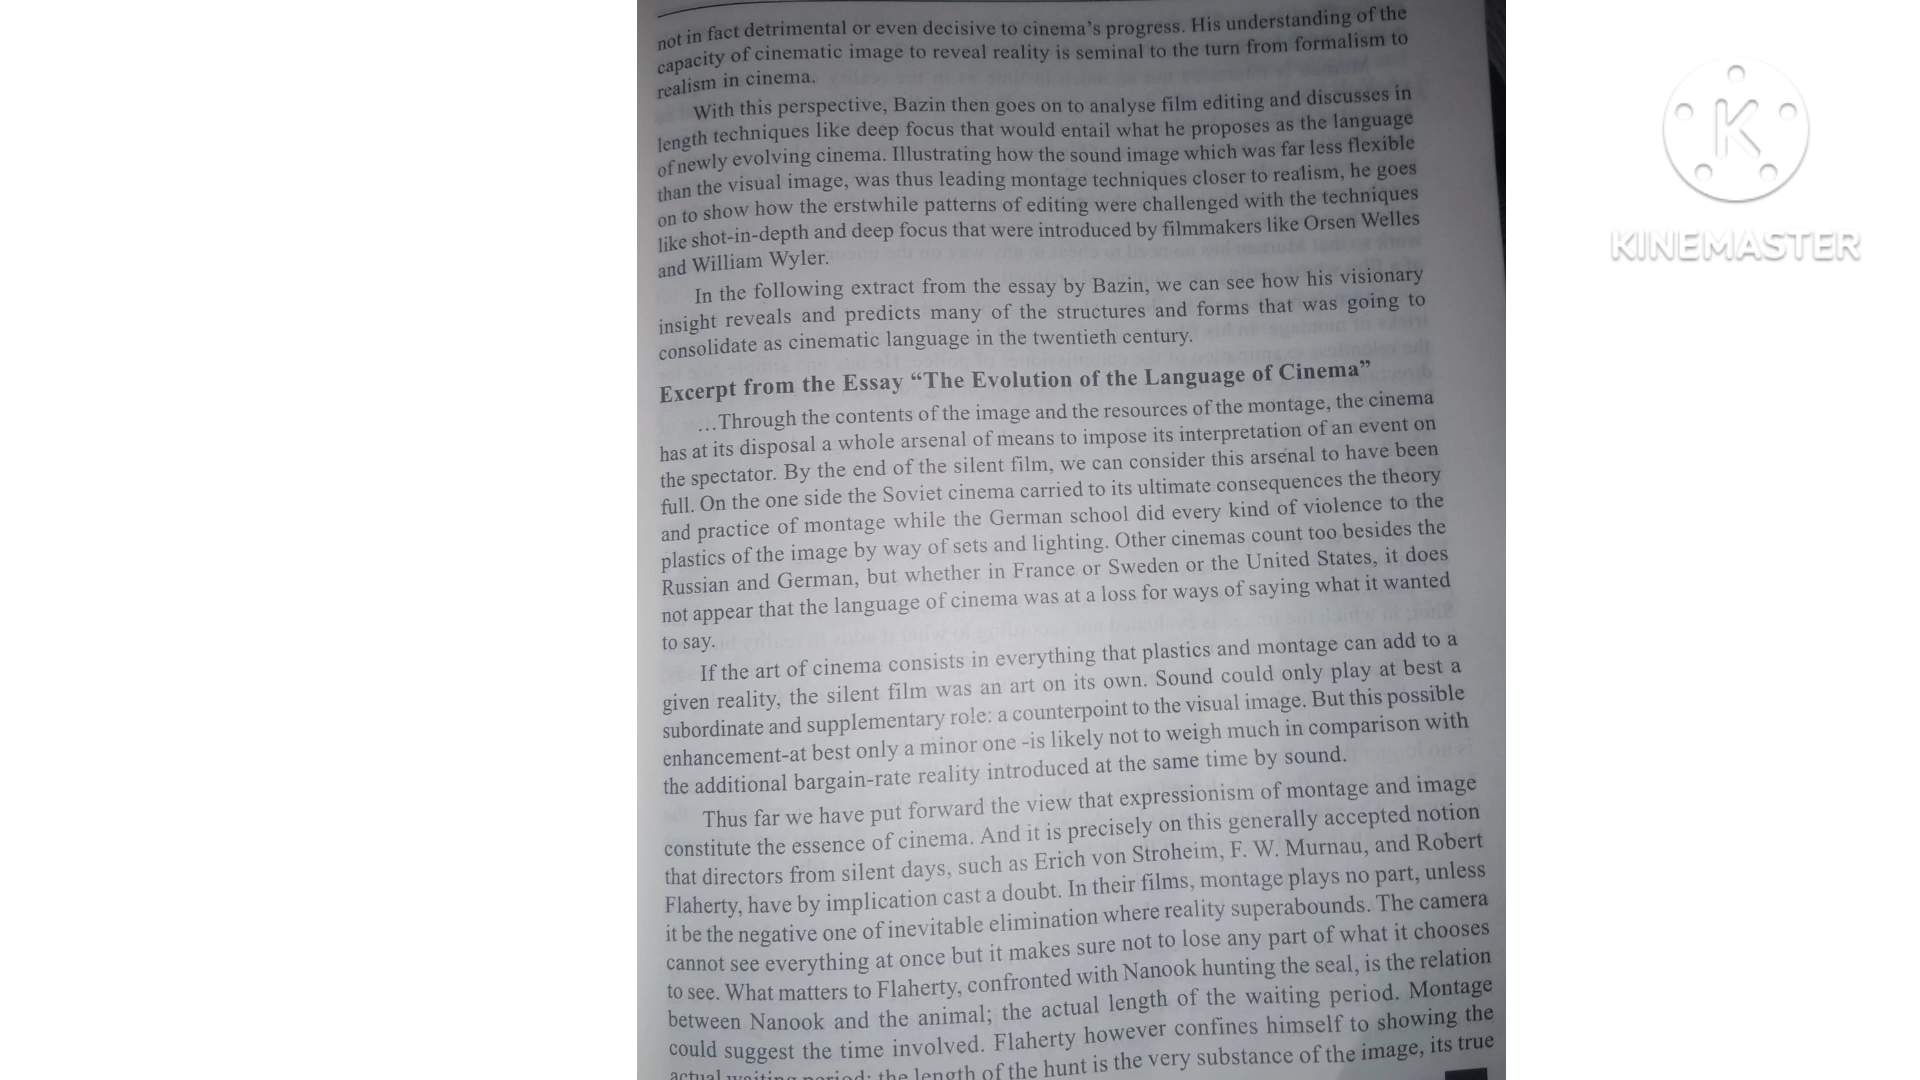 not in fact detrimental or even decisive to cinema's progress. His understanding of the
capacity of cinematic image to reveal reality is seminal to the turn from formalism to
realism in cinema.
With this perspective, Bazin then goes on to analyse film editing and discusses in
length techniques like deep focus that would entail what he proposes as the language
of newly evolving cinema. Illustrating how the sound image which was far less flexible
than the visual image, was thus leading montage techniques closer to realism, he goes
on to show how the erstwhile patterns of editing were challenged with the techniques
like shot-in-depth and deep focus that were introduced by filmmakers like Orsen Welles
and William Wyler.
In the following extract from the essay by Bazin, we can see how his visionary
insight reveals and predicts many of the structures and forms that was going to
consolidate as cinematic language in the twentieth century.
Excerpt from the Essay “The Evolution of the Language of Cinema”
...Through the contents of the image and the resources of the montage, the cinema
has at its disposal a whole arsenal of means to impose its interpretation of an event on
the spectator. By the end of the silent film, we can consider this arsenal to have been
full. On the one side the Soviet cinema carried to its ultimate consequences the theory
and practice of montage while the German school did every kind of violence to the
plastics of the image by way of sets and lighting. Other cinemas count too besides the
Russian and German, but whether in France or Sweden or the United States, it does
not appear that the language of cinema was at a loss for ways of saying what it wanted
to say.
If the art of cinema consists in everything that plastics and montage can add to a
given reality, the silent film was an art on its own. Sound could only play at best a
subordinate and supplementary role: a counterpoint to the visual image. But this possible
enhancement-at best only a minor one -is likely not to weigh much in comparison with
the additional bargain-rate reality introduced at the same time by sound.
Thus far we have put forward the view that expressionism of montage and image
constitute the essence of cinema. And it is precisely on this generally accepted notion
that directors from silent days, such as Erich von Stroheim, F. W. Murnau, and Robert
Flaherty, have by implication cast a doubt. In their films, montage plays no part, unless
it be the negative one of inevitable elimination where reality superabounds. The camera
cannot see everything at once but it makes sure not to lose any part of what it chooses
to see. What matters to Flaherty, confronted with Nanook hunting the seal, is the relation
between Nanook and the animal; the actual length of the waiting period. Montage
could suggest the time involved. Flaherty however confines himself to showing the
actual waiting period; the length of the hunt is the very substance of the image, its true
KINEMASTER